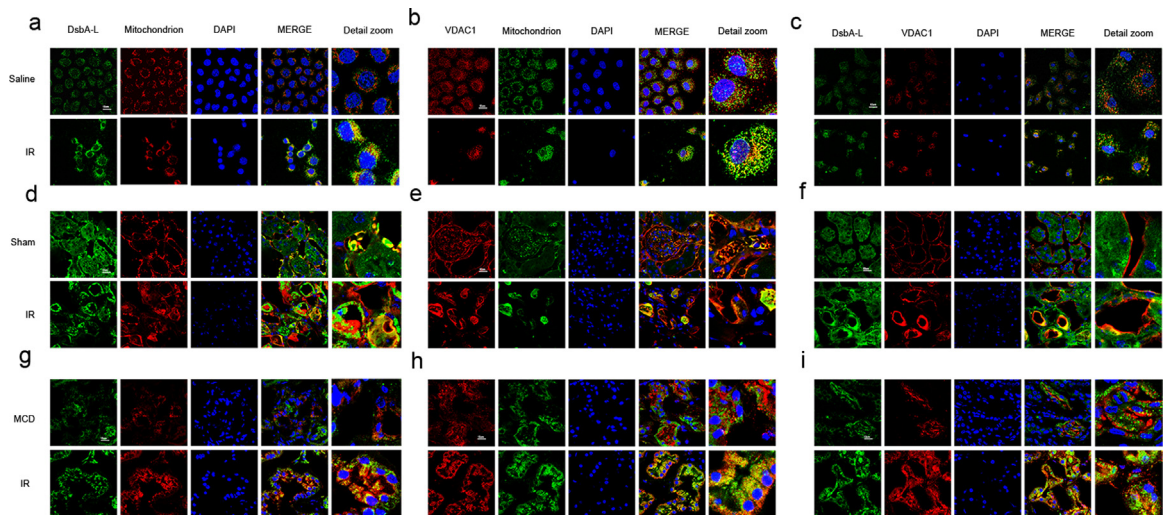 a
DsbA-L Mitochondrion DAPI MERGE Detail zoom
Saline
IR
b
VDAC1 Mitochondrion DAPI MERGE Detail zoom
c
DsbA-L VDAC1 DAPI MERGE Detail zoom
d
Sham
IR
e
f
g
MCD
IR
h
i